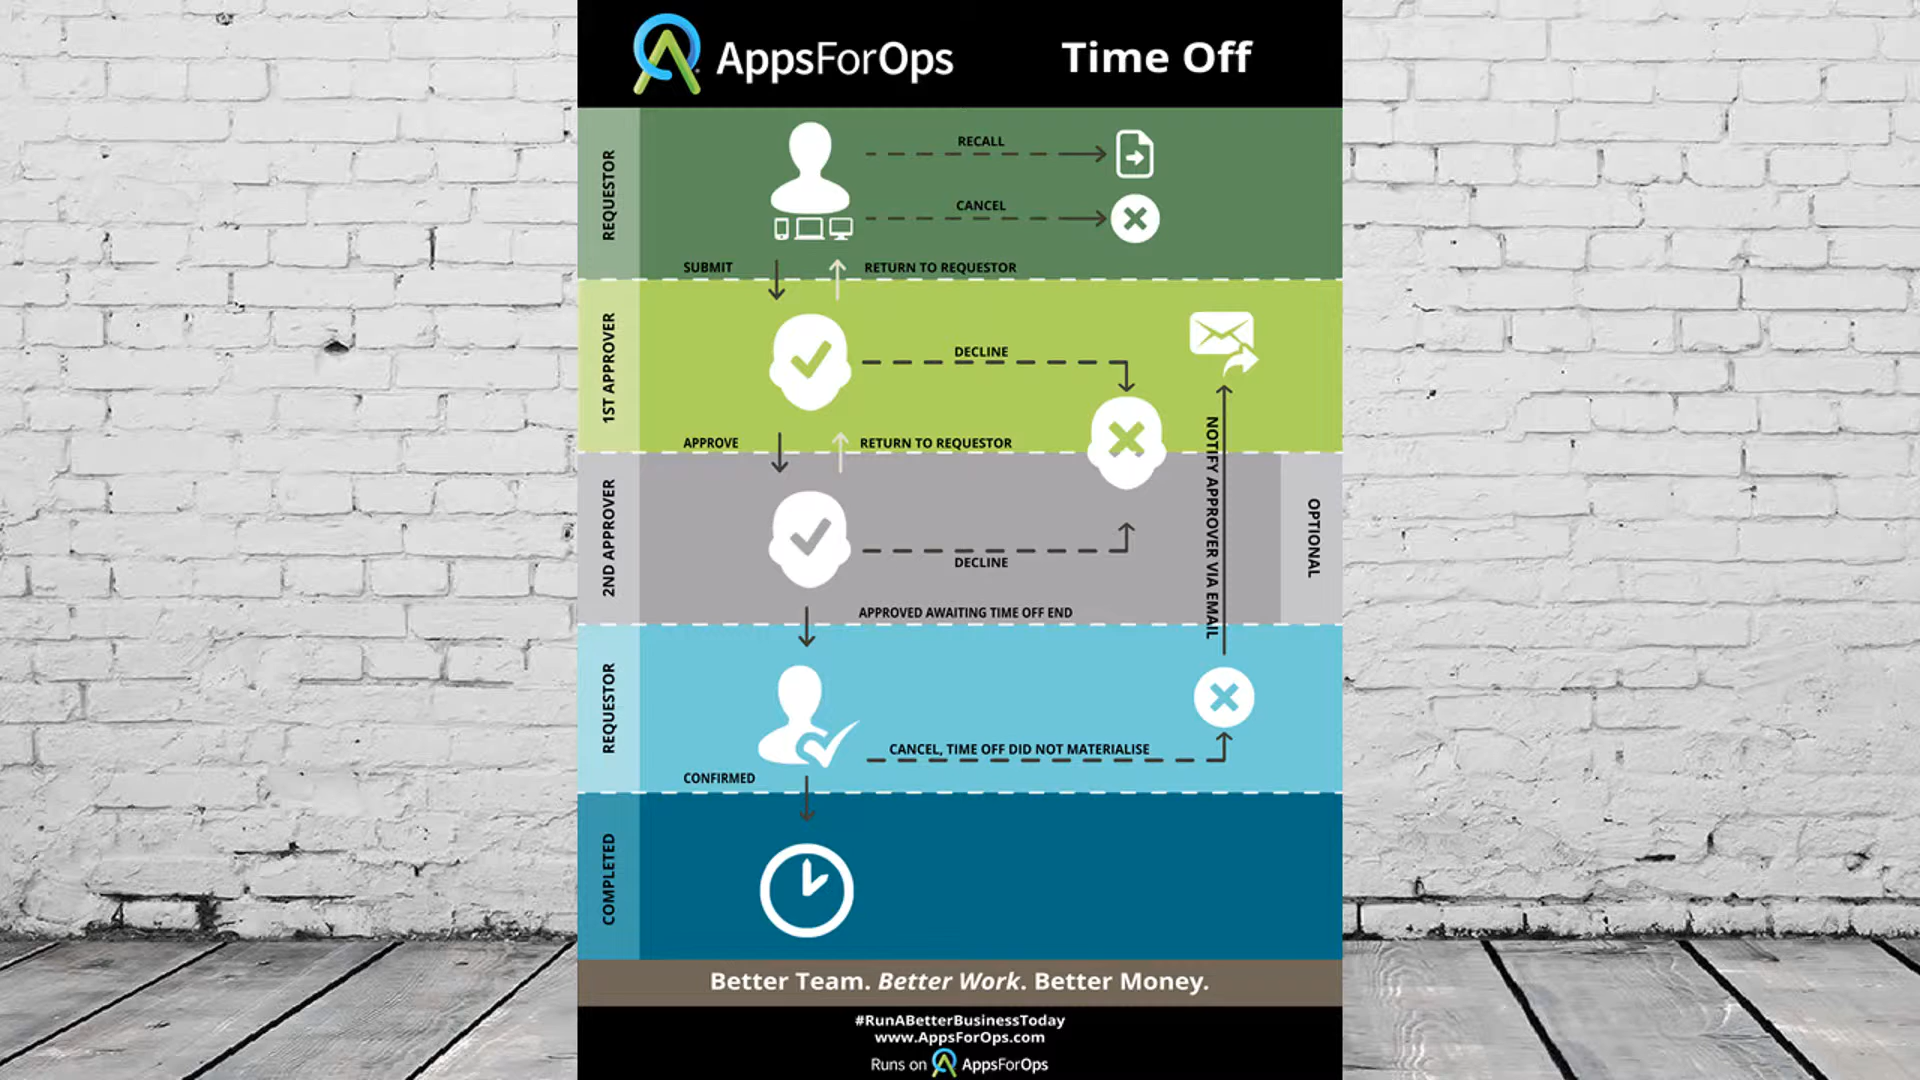 AppsForOps
Time Off
REQUESTOR
RECALL
CANCEL
SUBMIT
RETURN TO REQUESTOR
1ST APPROVER
DECLINE
APPROVE
RETURN TO REQUESTOR
NOTIFY APPROVER VIA EMAIL
2ND APPROVER
DECLINE
OPTIONAL
APPROVED AWAITING TIME OFF END
REQUESTOR
CANCEL, TIME OFF DID NOT MATERIALISE
CONFIRMED
COMPLETED
Better Team. Better Work. Better Money.
#RunABetterBusinessToday
www.AppsForOps.com
Runs on AppsForOps